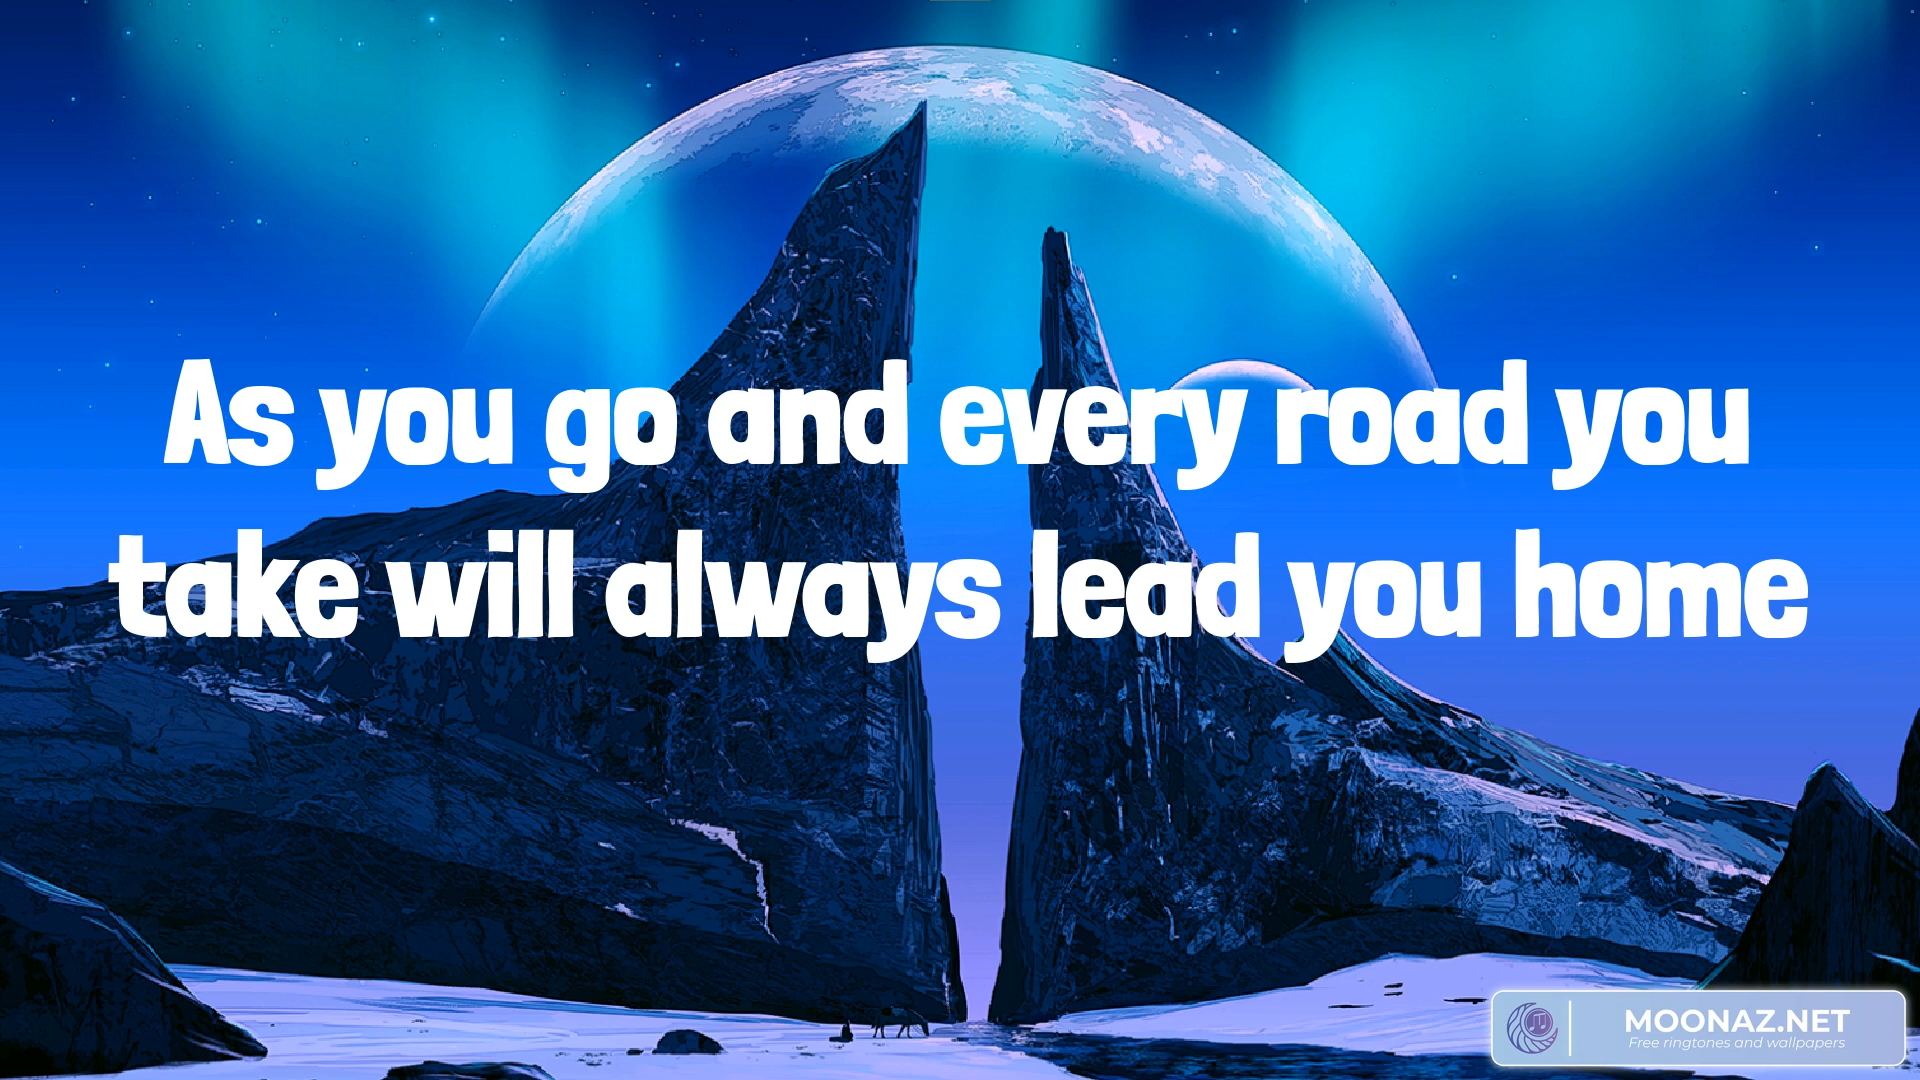 As you go and every road you
take will always lead you home
MOONAZ.NET
Free ringtones and wallpapers